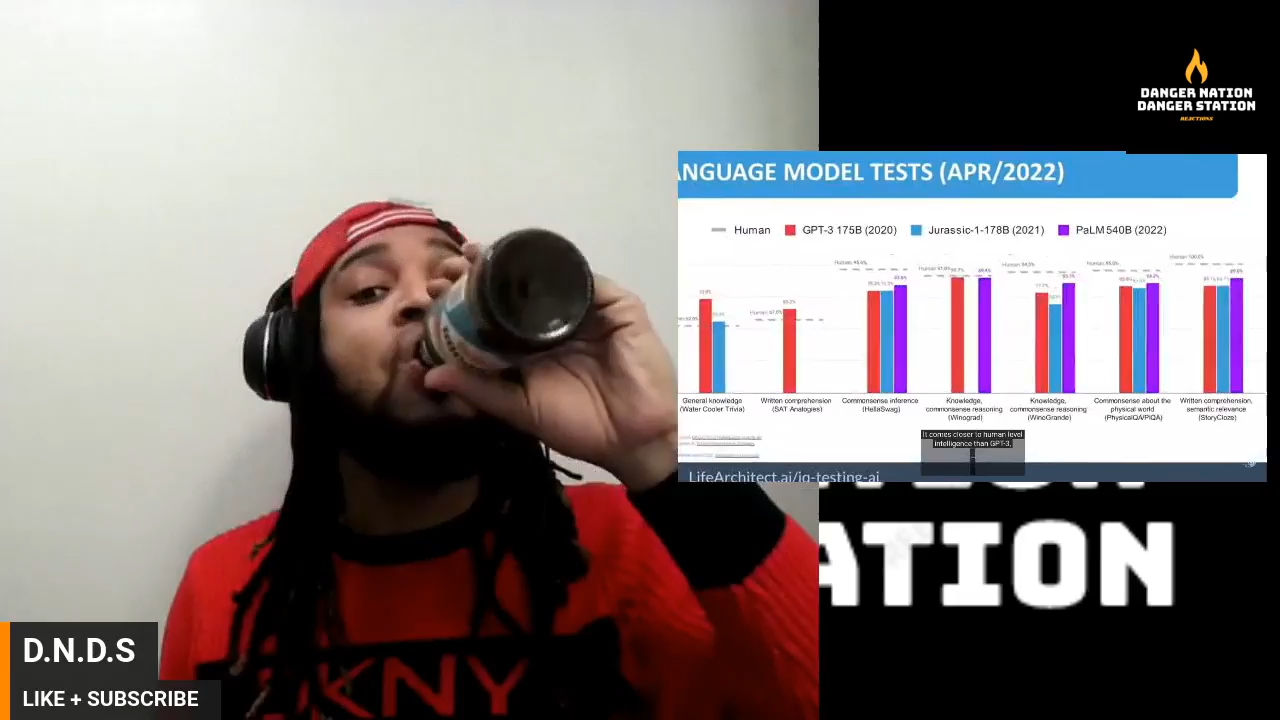 DANGER NATION
DANGER STATION
REACTIONS
ANGUAGE MODEL TESTS (APR/2022)
Human
GPT-3 175B (2020)
Jurassic-1-178B (2021)
PaLM 540B (2022)
General knowledge
(Water Cooler Trivia)
Written comprehension
(SAT Analogies)
Commonsense inference
(HellaSwag)
Knowledge,
commonsense reasoning
(Winograd)
Knowledge,
commonsense reasoning
(WinoGrande)
Commonsense about the
physical world
(PhysicalQA/PIQA)
Written comprehension,
semantic relevance
(StoryCloze)
It comes closer to human level
intelligence than GPT-3,
LifeArchitect.ai/iq-testing-ai
ATION
KNY
D.N.D.S
LIKE + SUBSCRIBE